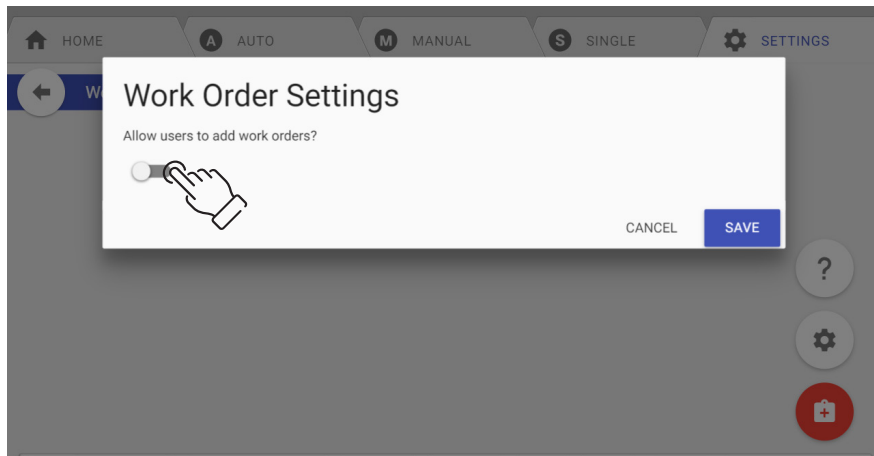 HOME
A AUTO
M MANUAL
S SINGLE
SETTINGS
Work Order Settings
Allow users to add work orders?
CANCEL
SAVE
?